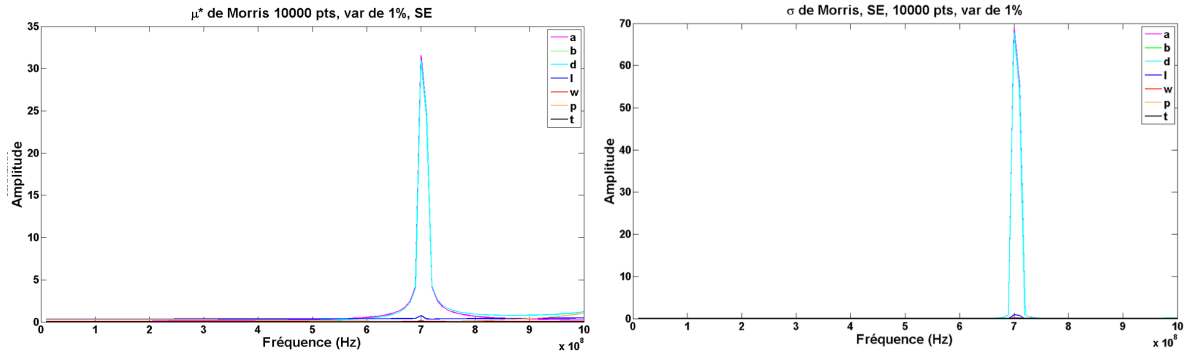 μ* de Morris 10000 pts, var de 1%, SE
35
30
25
20
15
10
5
0
Amplitude
a
b
d
l
w
p
t
0 1 2 3 4 5 6 7 8 9 10
Fréquence (Hz)
x 10^8
σ de Morris, SE, 10000 pts, var de 1%
70
60
50
40
30
20
10
0
Amplitude
a
b
d
l
w
p
t
0 1 2 3 4 5 6 7 8 9 10
Fréquence (Hz)
x 10^8